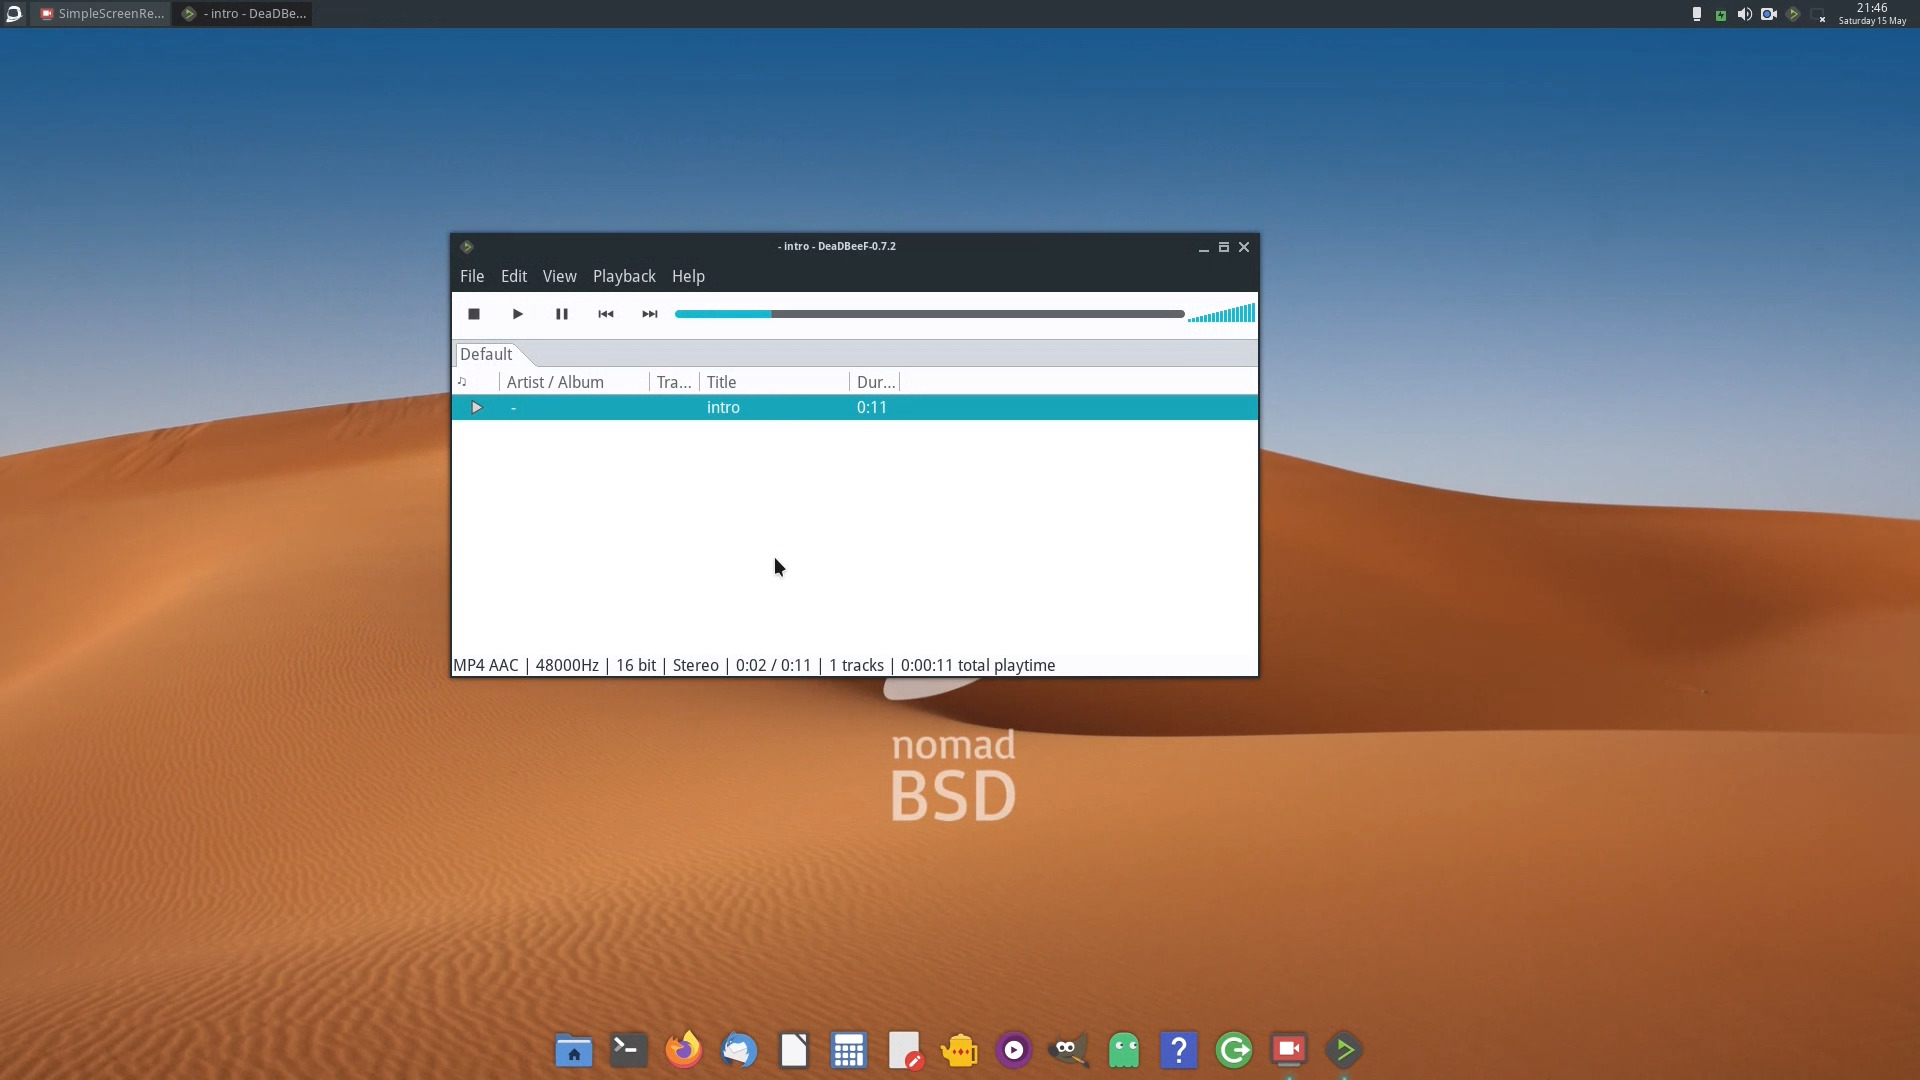 SimpleScreenRe...
- intro - DeaDBe...
21:46
Saturday 15 May
- intro - DeaDBeeF-0.7.2
File Edit View Playback Help
Default
Artist / Album Tra... Title Dur...
- intro 0:11
MP4 AAC | 48000Hz | 16 bit | Stereo | 0:02 / 0:11 | 1 tracks | 0:00:11 total playtime
nomad
BSD